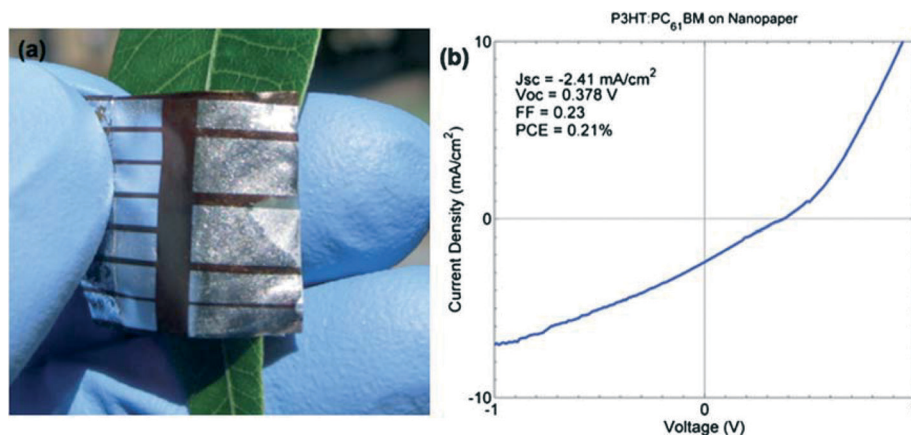 (a)
P3HT:PC61BM on Nanopaper
(b)
10
Jsc = -2.41 mA/cm²
Voc = 0.378 V
FF = 0.23
PCE = 0.21%
Current Density (mA/cm²)
0
-10
-1
0
Voltage (V)